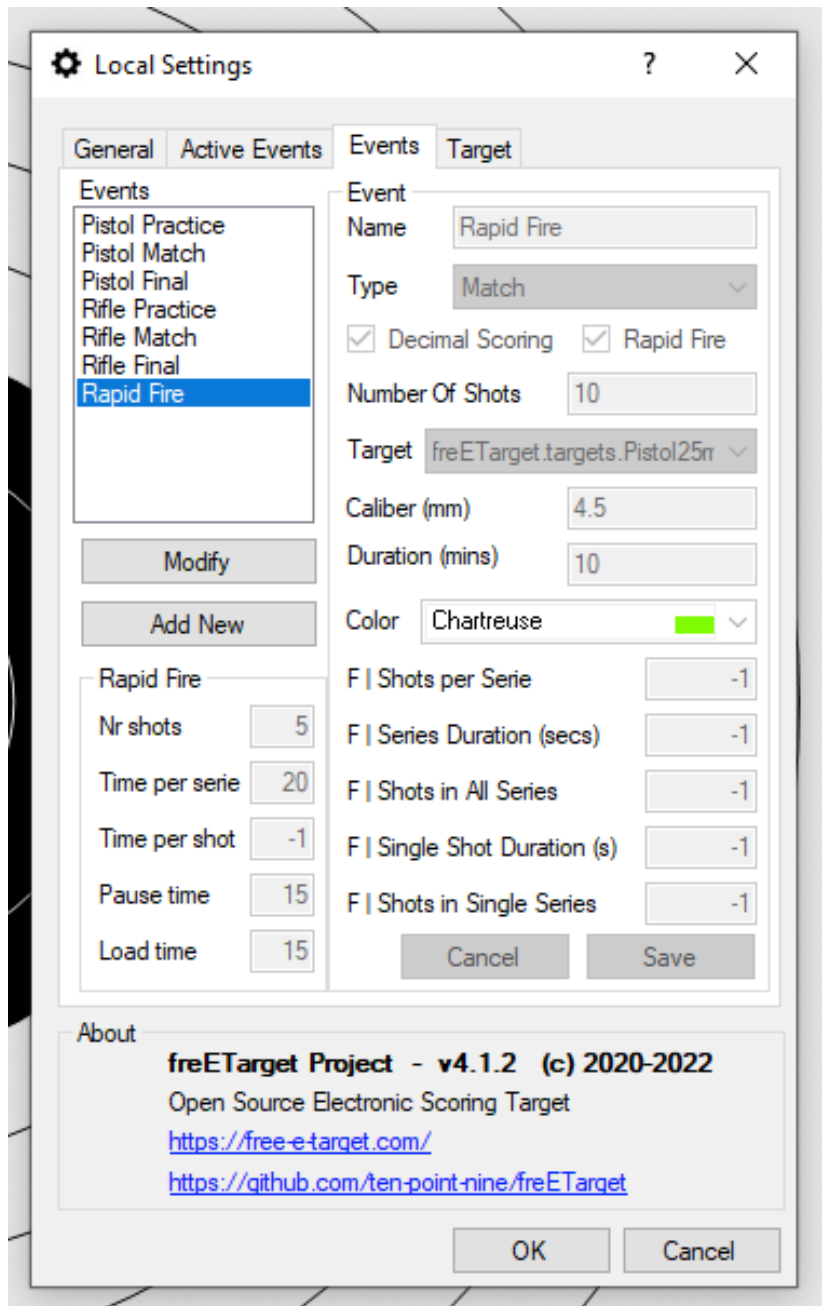 Local Settings ? X
General Active Events Events Target
Events
Pistol Practice
Pistol Match
Pistol Final
Rifle Practice
Rifle Match
Rifle Final
Rapid Fire
Modify
Add New
Rapid Fire
Nr shots 5
Time per serie 20
Time per shot -1
Pause time 15
Load time 15
Event
Name Rapid Fire
Type Match
Decimal Scoring Rapid Fire
Number Of Shots 10
Target freETarget.targets.Pistol25m
Caliber (mm) 4.5
Duration (mins) 10
Color Chartreuse
F | Shots per Serie -1
F | Series Duration (secs) -1
F | Shots in All Series -1
F | Single Shot Duration (s) -1
F | Shots in Single Series -1
Cancel Save
About
freETarget Project - v4.1.2 (c) 2020-2022
Open Source Electronic Scoring Target
https://free-e-target.com/
https://github.com/ten-point-nine/freETarget
OK Cancel